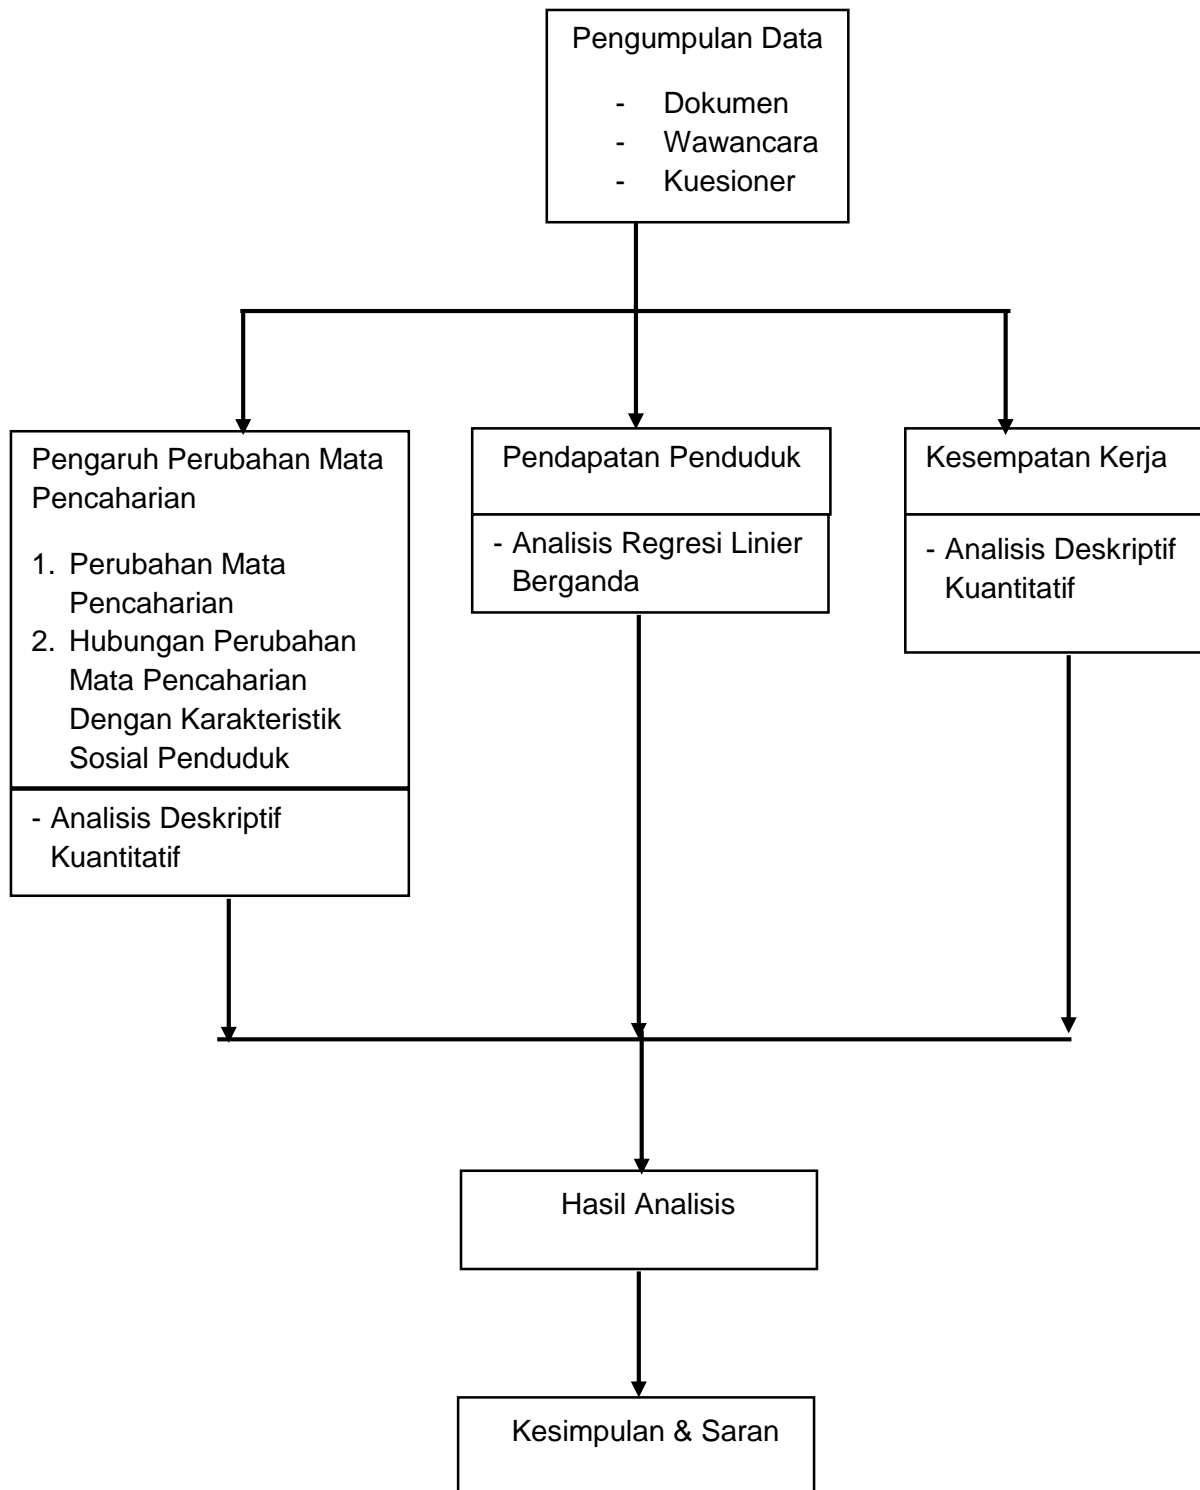 Pengumpulan Data
- Dokumen
- Wawancara
- Kuesioner
Pengaruh Perubahan Mata
Pencaharian
1. Perubahan Mata
Pencaharian
2. Hubungan Perubahan
Mata Pencaharian
Dengan Karakteristik
Sosial Penduduk
- Analisis Deskriptif
Kuantitatif
Pendapatan Penduduk
- Analisis Regresi Linier
Berganda
Kesempatan Kerja
- Analisis Deskriptif
Kuantitatif
Hasil Analisis
Kesimpulan & Saran